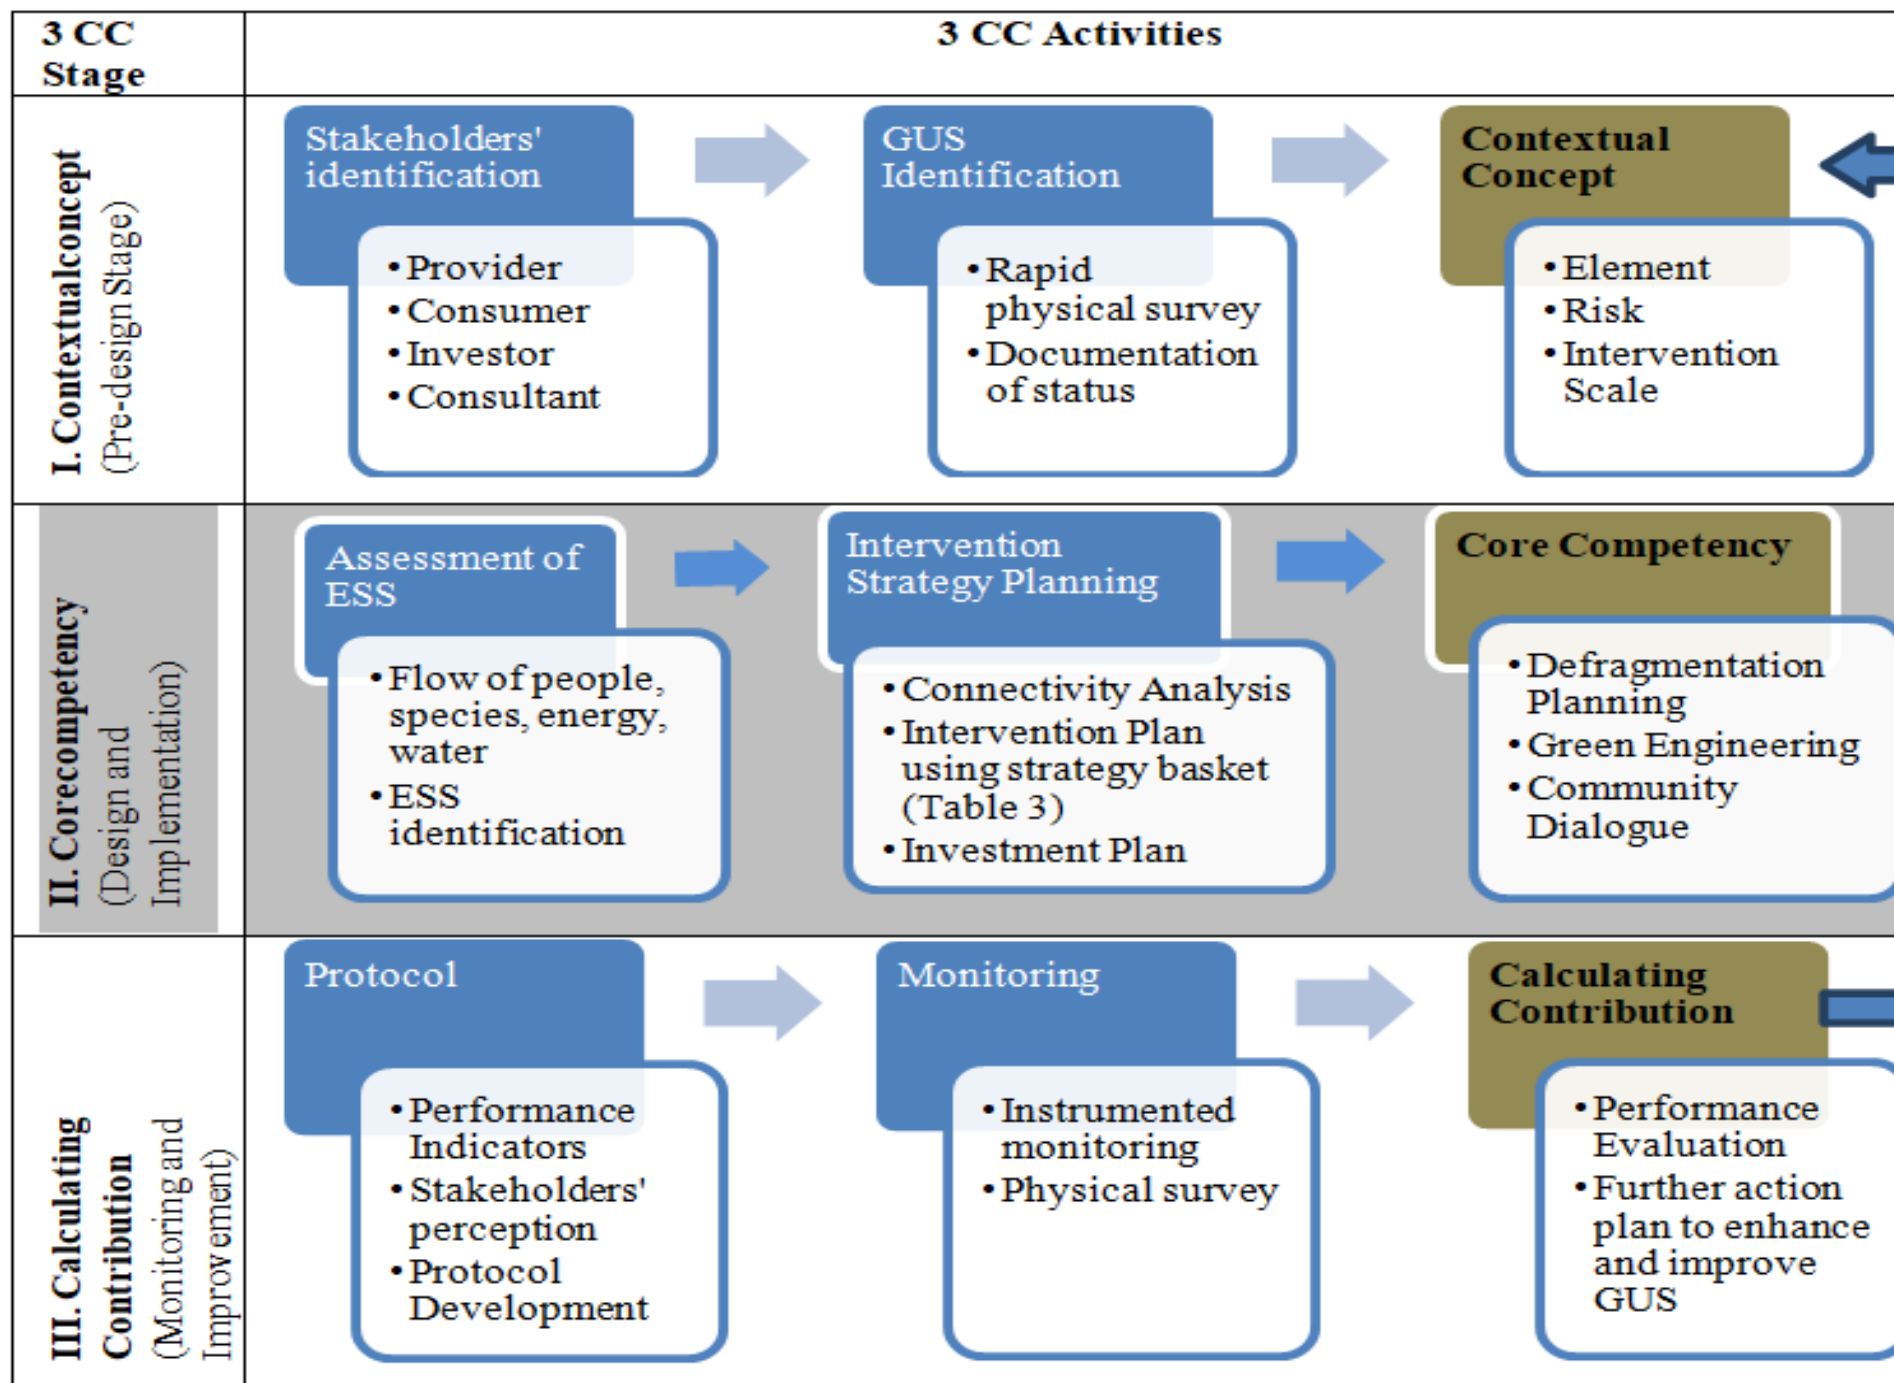 3 CC
Stage
3 CC Activities
I. Contextualconcept
(Pre-design Stage)
Stakeholders'
identification
• Provider
• Consumer
• Investor
• Consultant
GUS
Identification
• Rapid
physical survey
• Documentation
of status
Contextual
Concept
• Element
• Risk
• Intervention
Scale
II. Corecompetency
(Design and
Implementation)
Assessment of
ESS
• Flow of people,
species, energy,
water
• ESS
identification
Intervention
Strategy Planning
• Connectivity Analysis
• Intervention Plan
using strategy basket
(Table 3)
• Investment Plan
Core Competency
• Defragmentation
Planning
• Green Engineering
• Community
Dialogue
III. Calculating
Contribution
(Monitoring and
Improvement)
Protocol
• Performance
Indicators
• Stakeholders'
perception
• Protocol
Development
Monitoring
• Instrumented
monitoring
• Physical survey
Calculating
Contribution
• Performance
Evaluation
• Further action
plan to enhance
and improve
GUS